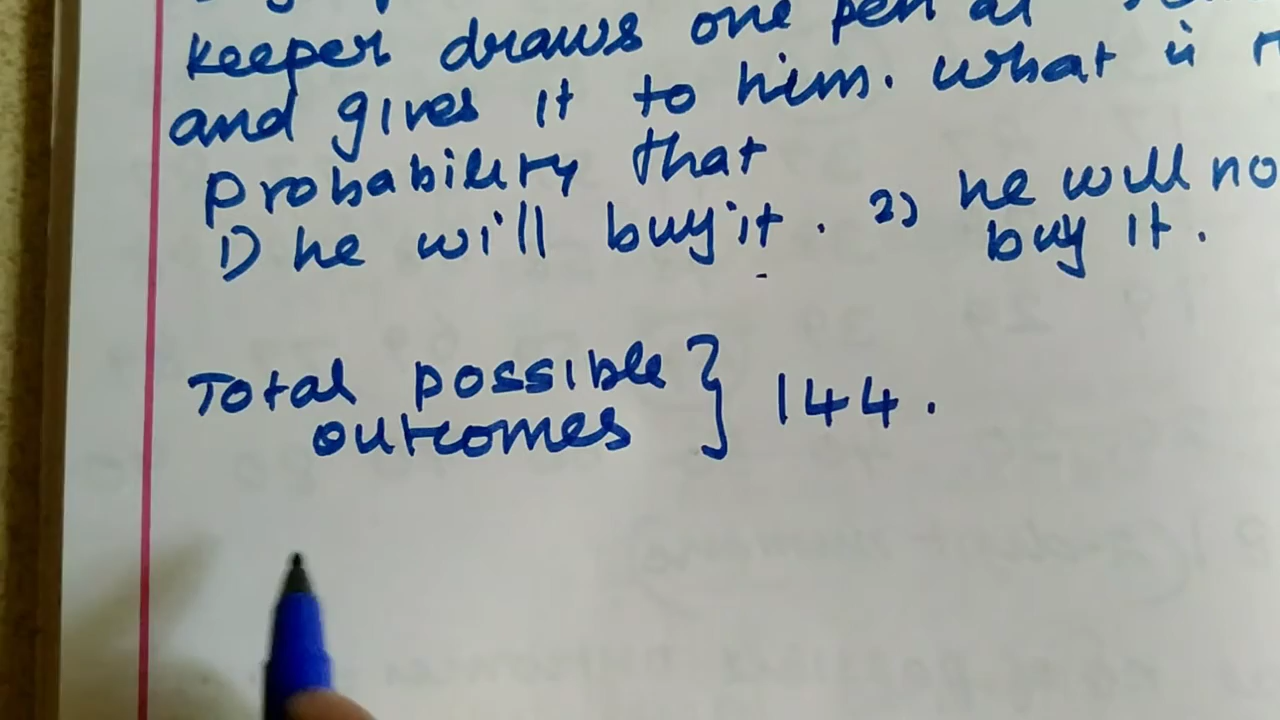 keeper draws one pen at
and gives it to him. what is
probability that
1) he will buy it. 2) he will no
buy it.
Total possible
outcomes } 144.